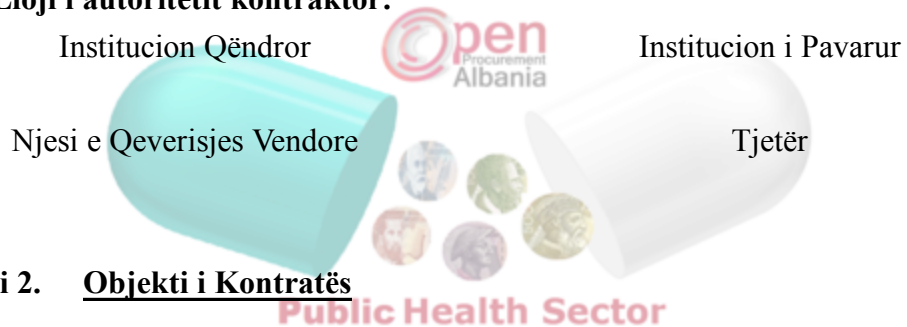 Lloji i autoritetit kontraktor:
Institucion Qëndror
Open
Procurement
Albania
Institucion i Pavarur
Njesi e Qeverisjes Vendore
Tjetër
i 2. Objekti i Kontratës
Public Health Sector